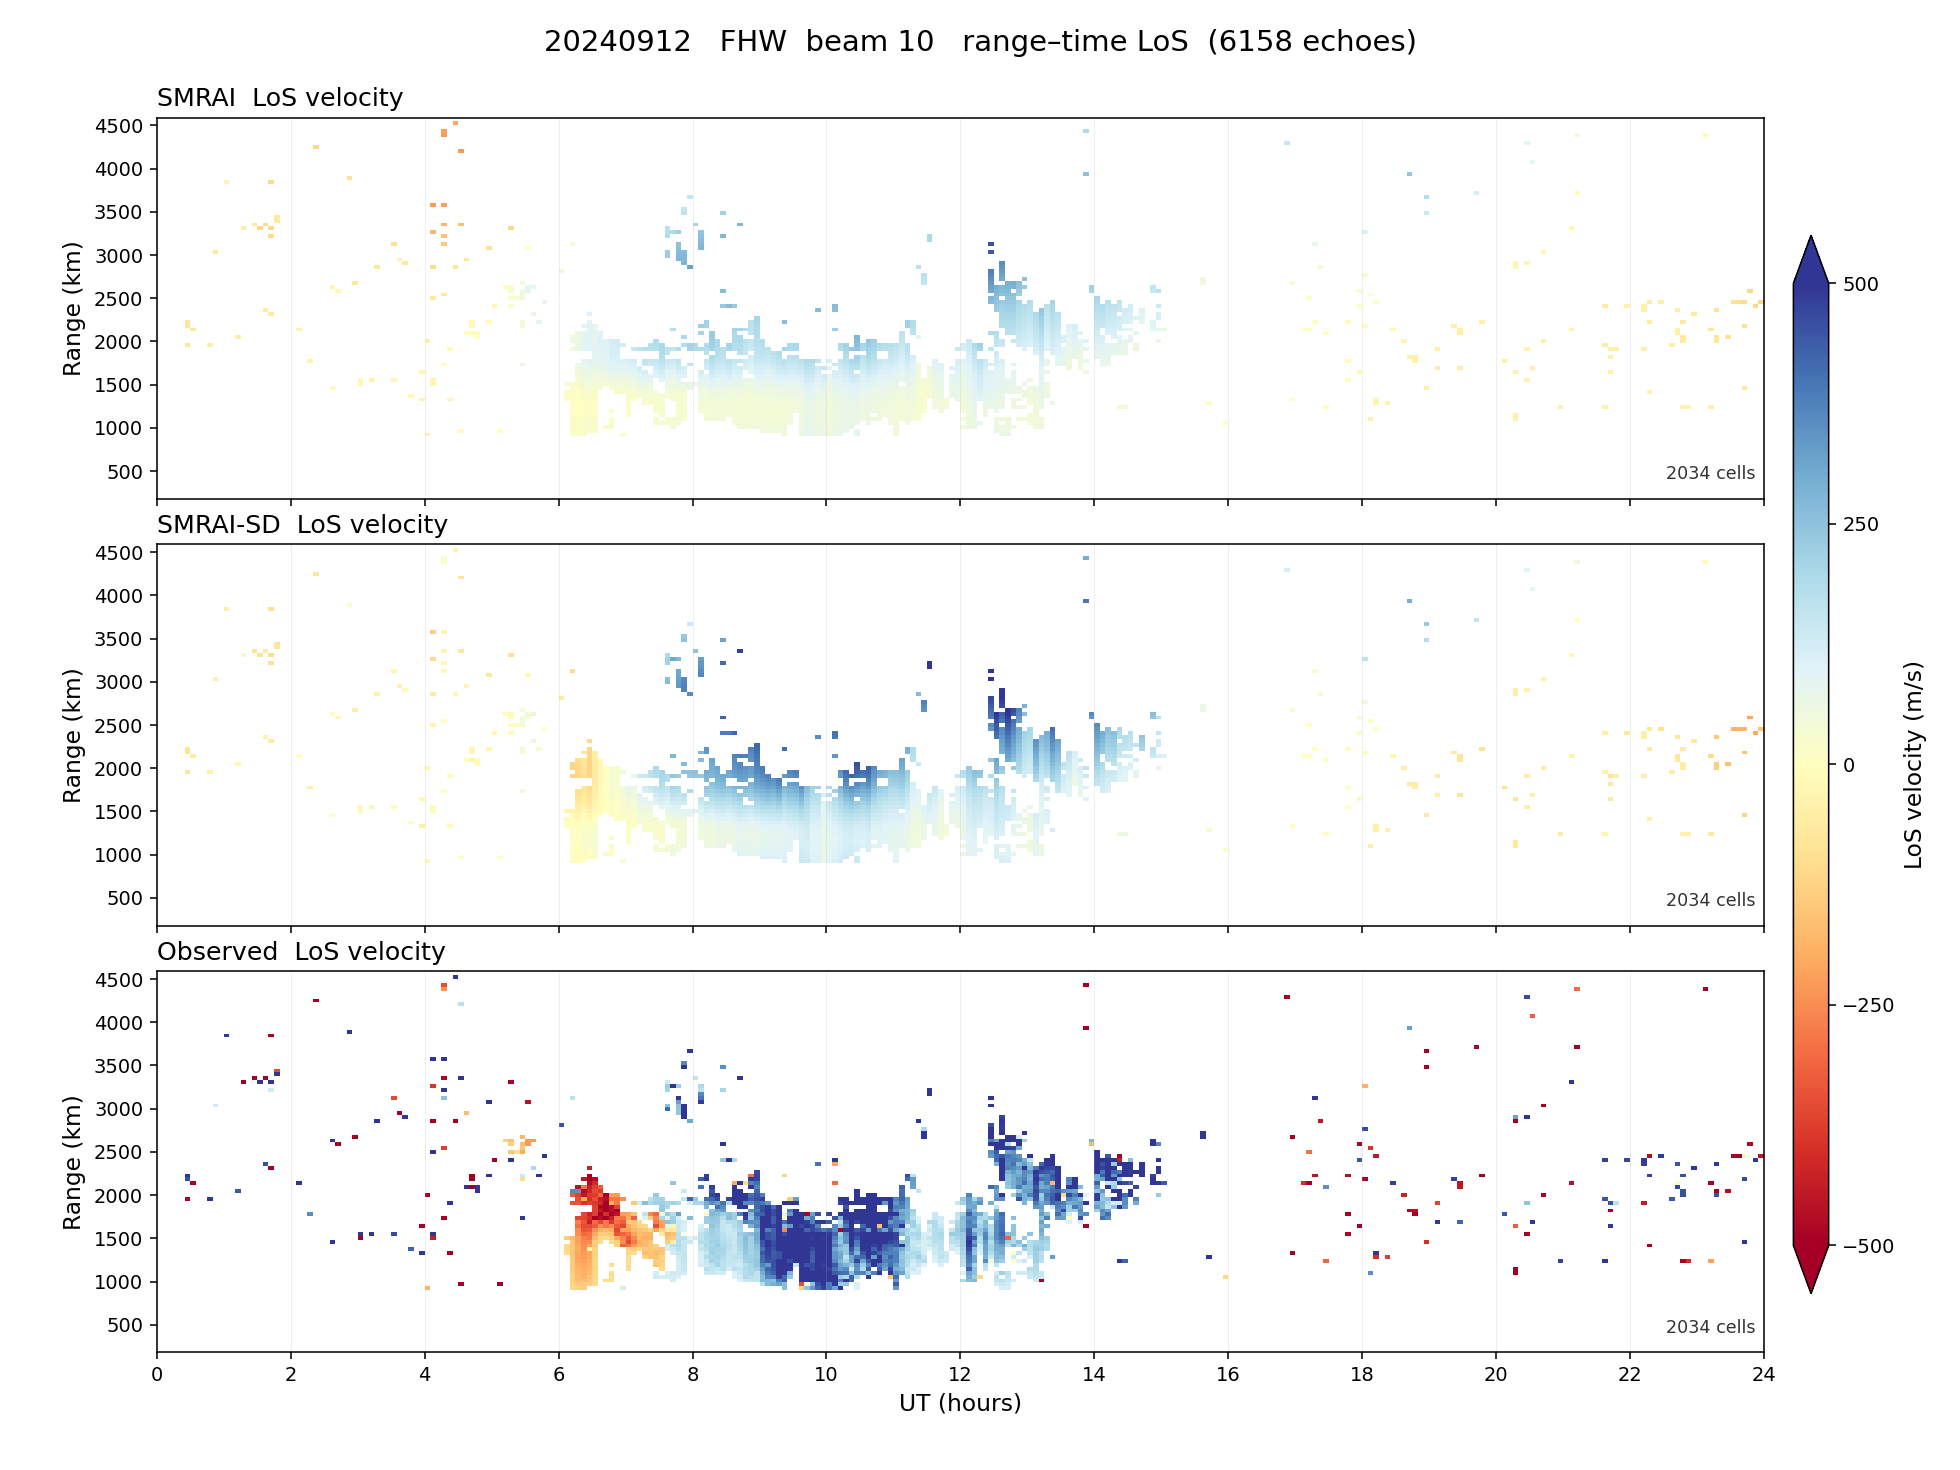 20240912   FHW  beam 10   range–time LoS  (6158 echoes)
SMRAI  LoS velocity
4500
4000
3500
3000
2500
2000
1500
1000
500
Range (km)
2034 cells
SMRAI-SD  LoS velocity
4500
4000
3500
3000
2500
2000
1500
1000
500
Range (km)
2034 cells
Observed  LoS velocity
4500
4000
3500
3000
2500
2000
1500
1000
500
Range (km)
2034 cells
0 2 4 6 8 10 12 14 16 18 20 22 24
UT (hours)
500
250
0
−250
−500
LoS velocity (m/s)